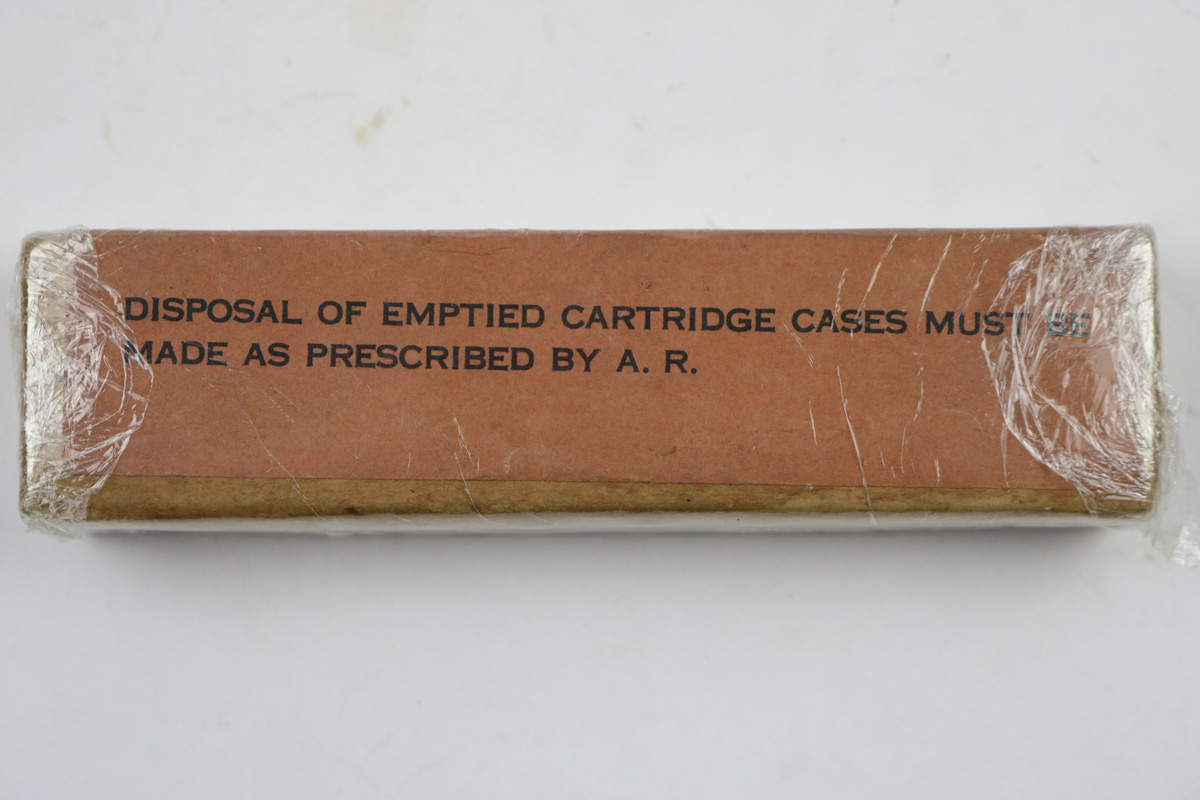 DISPOSAL OF EMPTIED CARTRIDGE CASES MUST BE
MADE AS PRESCRIBED BY A. R.